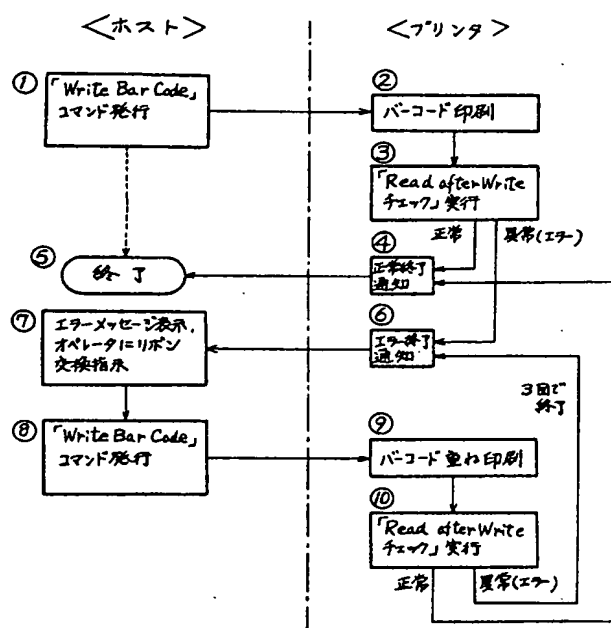 <ホスト>
<プリンタ>
①
「Write Bar Code」
コマンド発行
②
バーコード印刷
③
「Read after Write
チェック」実行
正常
異常(エラー)
④
正常終了
通知
⑤
終了
⑥
エラー終了
通知
⑦
エラーメッセージ表示,
オペレータにリボン
交換指示
3回で
終了
⑧
「Write Bar Code」
コマンド発行
⑨
バーコード重ね印刷
⑩
「Read after Write
チェック」実行
正常
異常(エラー)